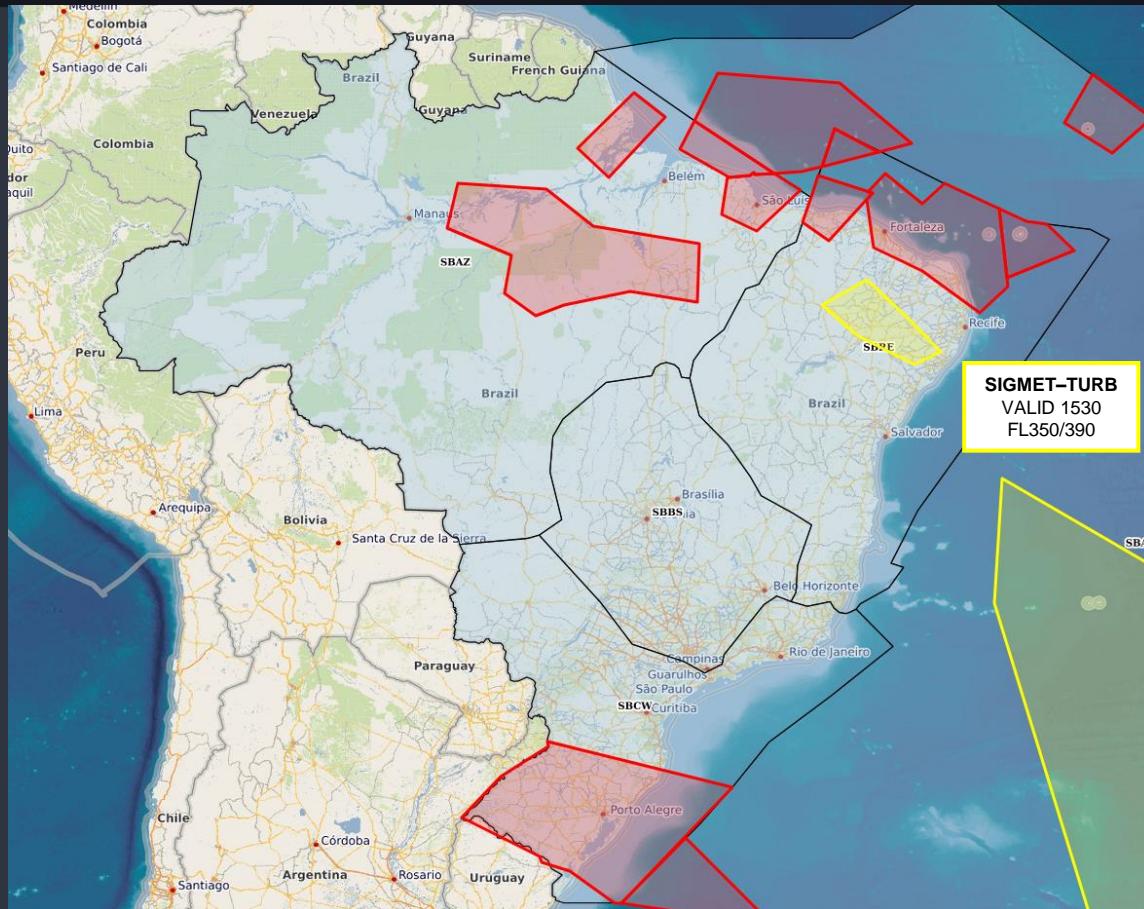 Medellín
Colombia
Bogotá
Santiago de Cali
Guyana
Suriname
French Guiana
Brazil
Venezuela
Guyana
Colombia
Quito
dor
aquil
Belém
Manaus
São Luís
Fortaleza
SBAZ
Recife
SBRE
Peru
Brazil
Brazil
SIGMET–TURB
VALID 1530
FL350/390
Lima
Salvador
Brasília
SBBS
Arequipa
Bolivia
Santa Cruz de la Sierra
SBA
Belo Horizonte
Rio de Janeiro
Campinas
Guarulhos
Paraguay
São Paulo
SBCW
Curitiba
Chile
Porto Alegre
Córdoba
Argentina
Rosario
Uruguay
Santiago